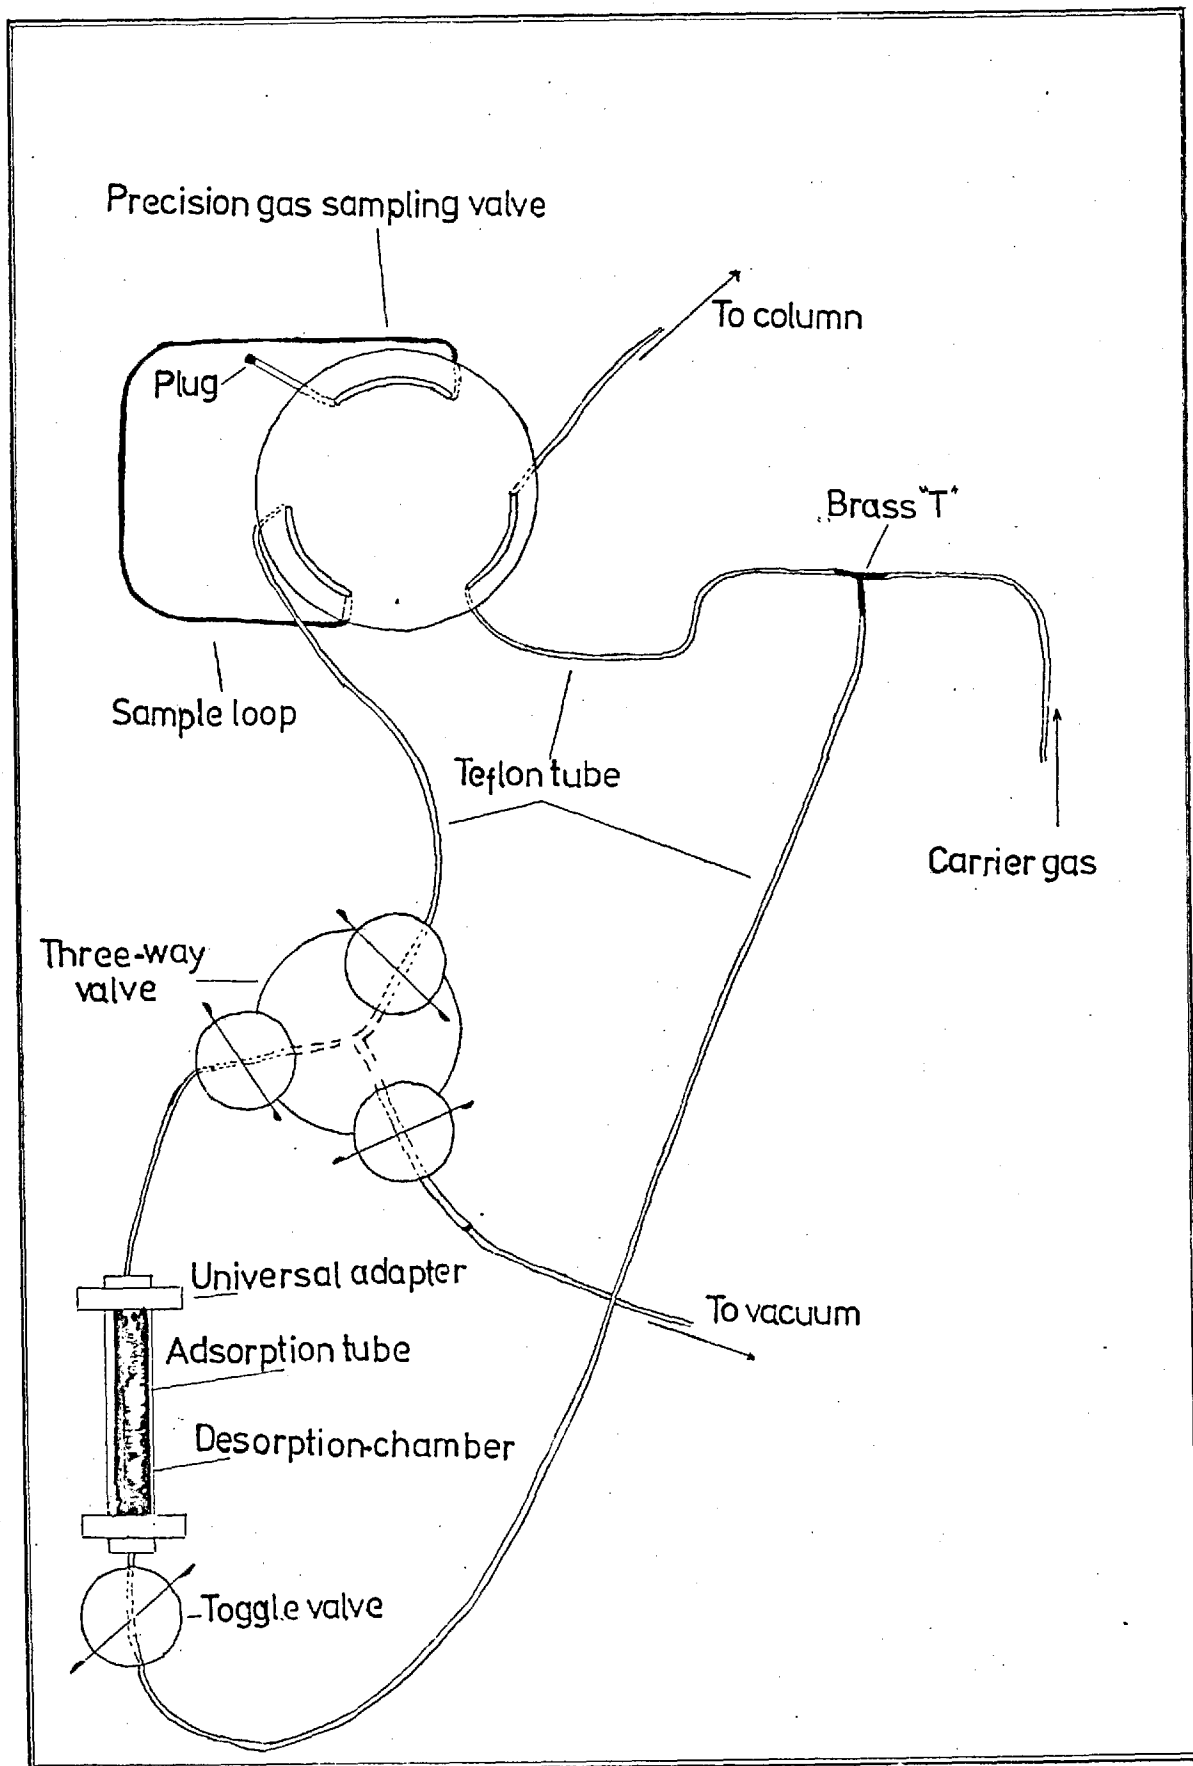 Precision gas sampling valve
To column
Plug
Brass "T"
Sample loop
Teflon tube
Carrier gas
Three-way
valve
Universal adapter
To vacuum
Adsorption tube
Desorption-chamber
Toggle valve